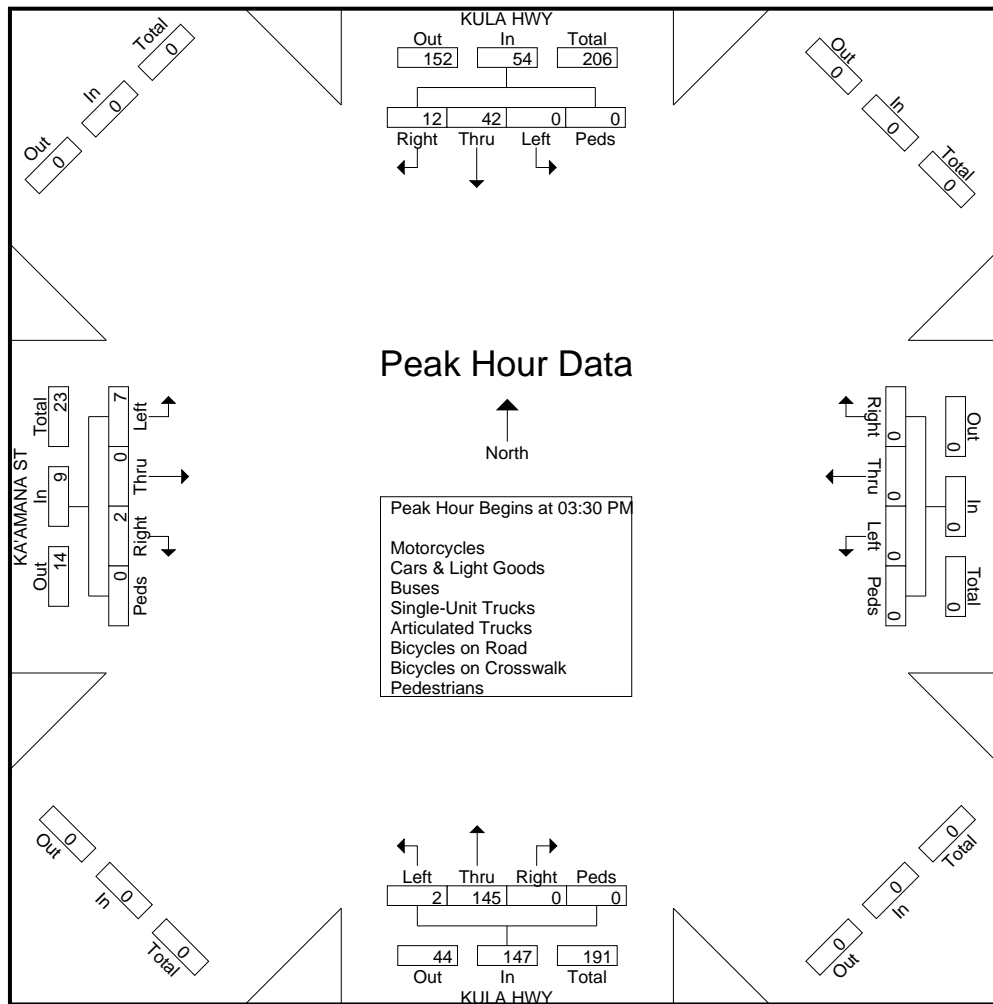 KULA HWY
Out In Total
152 54 206
12 42 0 0
Right Thru Left Peds
Out In Total
0 0 0
Out In Total
0 0 0
Peak Hour Data
North
Peak Hour Begins at 03:30 PM
Motorcycles
Cars & Light Goods
Buses
Single-Unit Trucks
Articulated Trucks
Bicycles on Road
Bicycles on Crosswalk
Pedestrians
KA'AMANA ST
Out In Total
14 9 23
0 2 0 7
Peds Right Thru Left
Right Thru Left Peds
0 0 0 0
Out In Total
0 0 0
Out In Total
0 0 0
Out In Total
0 0 0
Left Thru Right Peds
2 145 0 0
44 147 191
Out In Total
KULA HWY